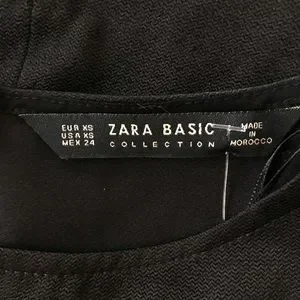 EUR XS
USA XS
MEX 24
ZARA BASIC
COLLECTION
MADE
IN
MOROCCO